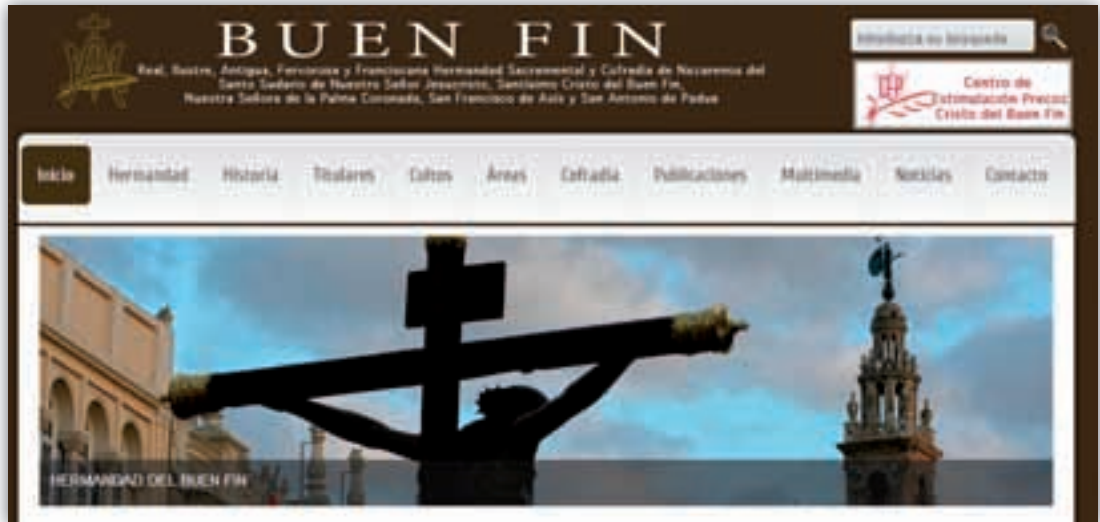 BUEN FIN
Real, Ilustre, Antigua, Fervorosa y Franciscana Hermandad Sacramental y Cofradía de Nazarenos del
Santo Sudario de Nuestro Señor Jesucristo, Santísimo Cristo del Buen Fin,
Nuestra Señora de la Palma Coronada, San Francisco de Asís y San Antonio de Padua
su búsqueda
Centro de
Estimulación Precoz
Cristo del Buen Fin
Inicio Hermandad Historia Titulares Cultos Áreas Cofradía Publicaciones Multimedia Noticias Contacto
HERMANDAD DEL BUEN FIN